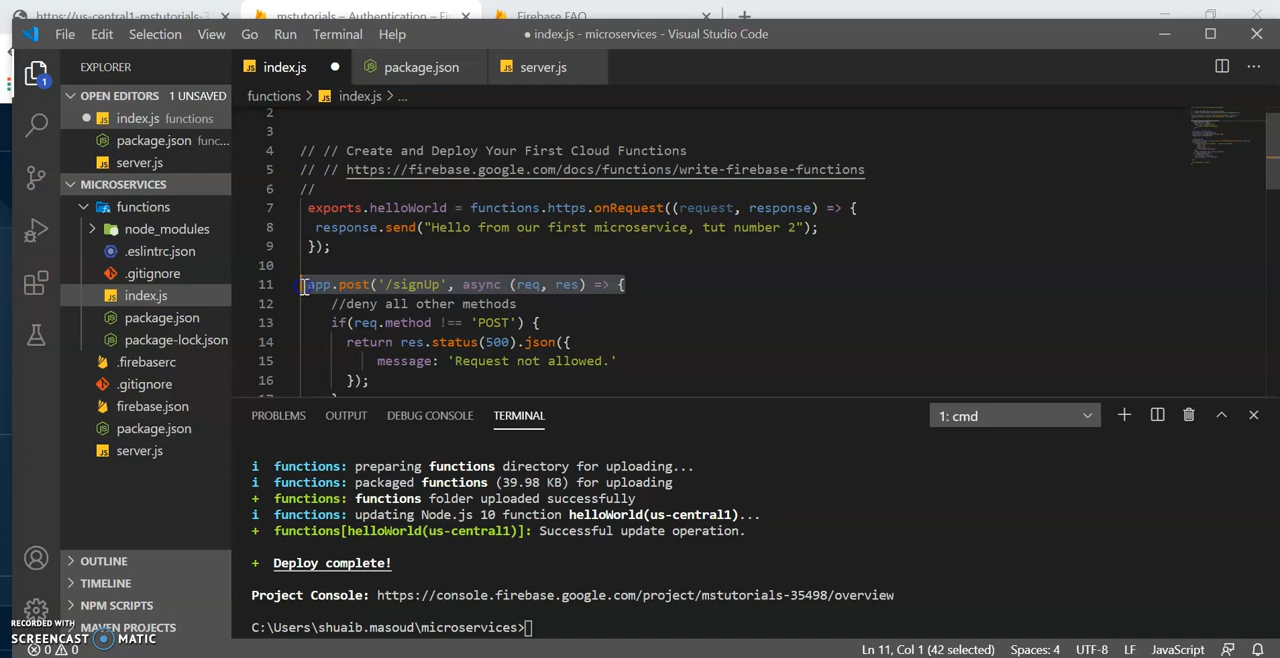 https://us-central1-mstutorials-3
mstutorials – Authentication – Fi
Firebase FAQ
File Edit Selection View Go Run Terminal Help
● index.js - microservices - Visual Studio Code
EXPLORER
OPEN EDITORS 1 UNSAVED
index.js functions
package.json func...
server.js
MICROSERVICES
functions
node_modules
.eslintrc.json
.gitignore
index.js
package.json
package-lock.json
.firebaserc
.gitignore
firebase.json
package.json
server.js
OUTLINE
TIMELINE
NPM SCRIPTS
MAVEN PROJECTS
1
index.js
package.json
server.js
functions > index.js > ...
2
3
4 // // Create and Deploy Your First Cloud Functions
5 // // https://firebase.google.com/docs/functions/write-firebase-functions
6 //
7 exports.helloWorld = functions.https.onRequest((request, response) => {
8 response.send("Hello from our first microservice, tut number 2");
9 });
10
11 app.post('/signUp', async (req, res) => {
12 //deny all other methods
13 if(req.method !== 'POST') {
14 return res.status(500).json({
15 message: 'Request not allowed.'
16 });
PROBLEMS OUTPUT DEBUG CONSOLE TERMINAL
1: cmd
i functions: preparing functions directory for uploading...
i functions: packaged functions (39.98 KB) for uploading
+ functions: functions folder uploaded successfully
i functions: updating Node.js 10 function helloWorld(us-central1)...
+ functions[helloWorld(us-central1)]: Successful update operation.
+ Deploy complete!
Project Console: https://console.firebase.google.com/project/mstutorials-35498/overview
C:\Users\shuaib.masoud\microservices>
RECORDED WITH
SCREENCAST MATIC
0 0
Ln 11, Col 1 (42 selected) Spaces: 4 UTF-8 LF JavaScript